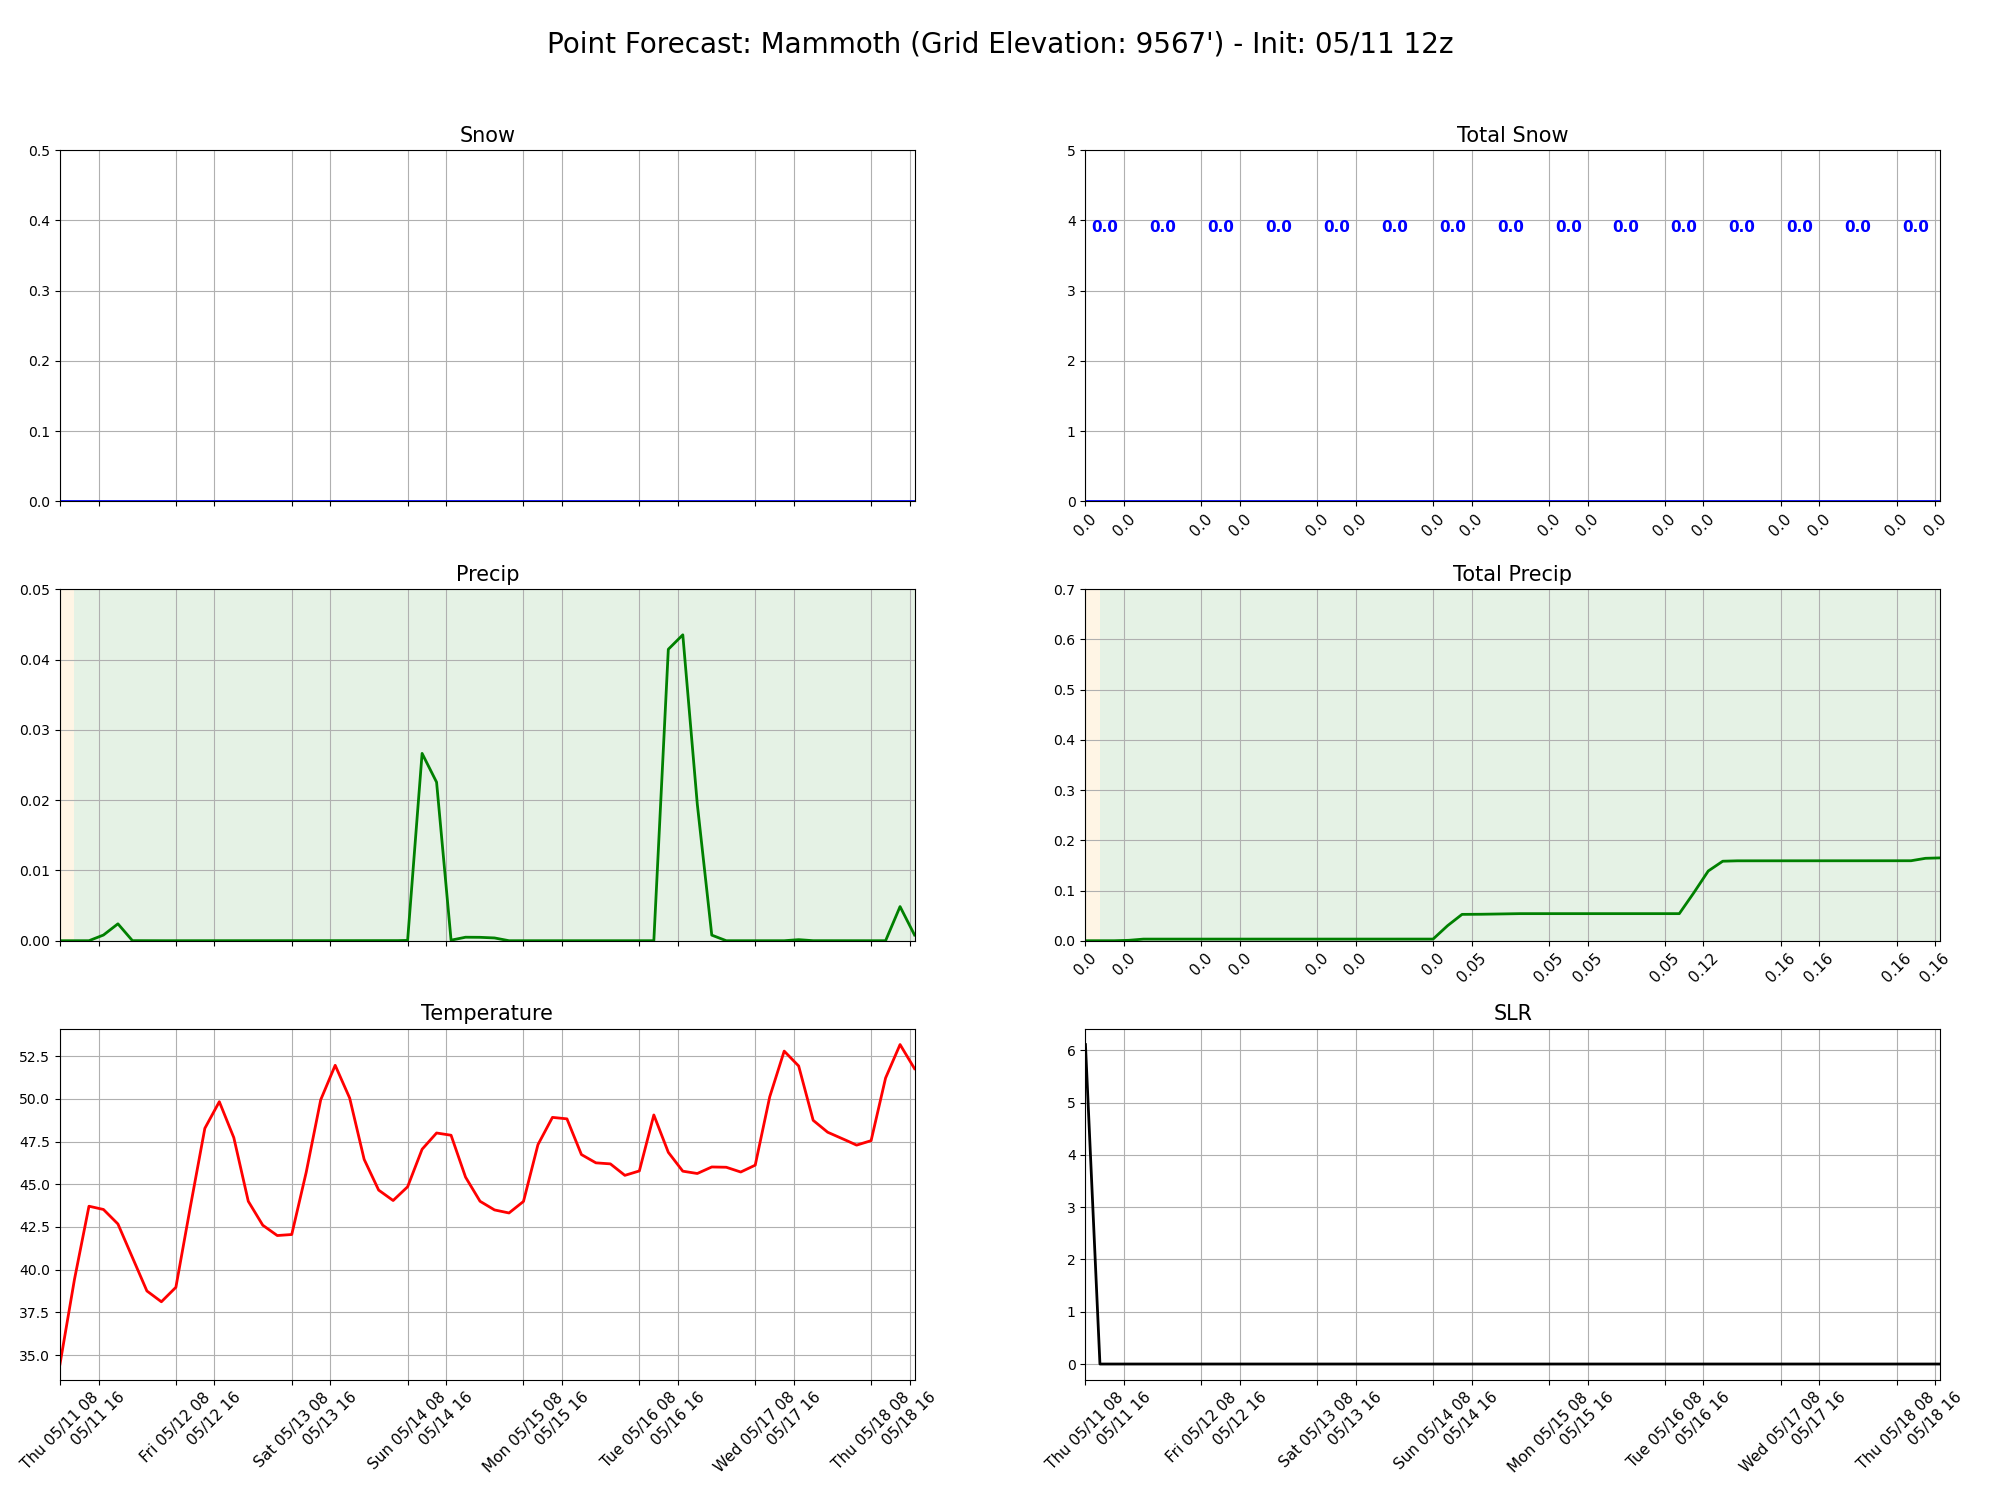 Point Forecast: Mammoth (Grid Elevation: 9567') - Init: 05/11 12z
Snow
0.5
0.4
0.3
0.2
0.1
0.0
Total Snow
5
4
3
2
1
0
0.0 0.0 0.0 0.0 0.0 0.0 0.0 0.0 0.0 0.0 0.0 0.0 0.0 0.0 0.0
0.0 0.0 0.0 0.0 0.0 0.0 0.0 0.0 0.0 0.0 0.0 0.0 0.0 0.0 0.0 0.0
Precip
0.05
0.04
0.03
0.02
0.01
0.00
Total Precip
0.7
0.6
0.5
0.4
0.3
0.2
0.1
0.0
0.0 0.0 0.0 0.0 0.0 0.0 0.0 0.05 0.05 0.05 0.05 0.12 0.16 0.16 0.16 0.16
Temperature
52.5
50.0
47.5
45.0
42.5
40.0
37.5
35.0
Thu 05/11 08
05/11 16
Fri 05/12 08
05/12 16
Sat 05/13 08
05/13 16
Sun 05/14 08
05/14 16
Mon 05/15 08
05/15 16
Tue 05/16 08
05/16 16
Wed 05/17 08
05/17 16
Thu 05/18 08
05/18 16
SLR
6
5
4
3
2
1
0
Thu 05/11 08
05/11 16
Fri 05/12 08
05/12 16
Sat 05/13 08
05/13 16
Sun 05/14 08
05/14 16
Mon 05/15 08
05/15 16
Tue 05/16 08
05/16 16
Wed 05/17 08
05/17 16
Thu 05/18 08
05/18 16